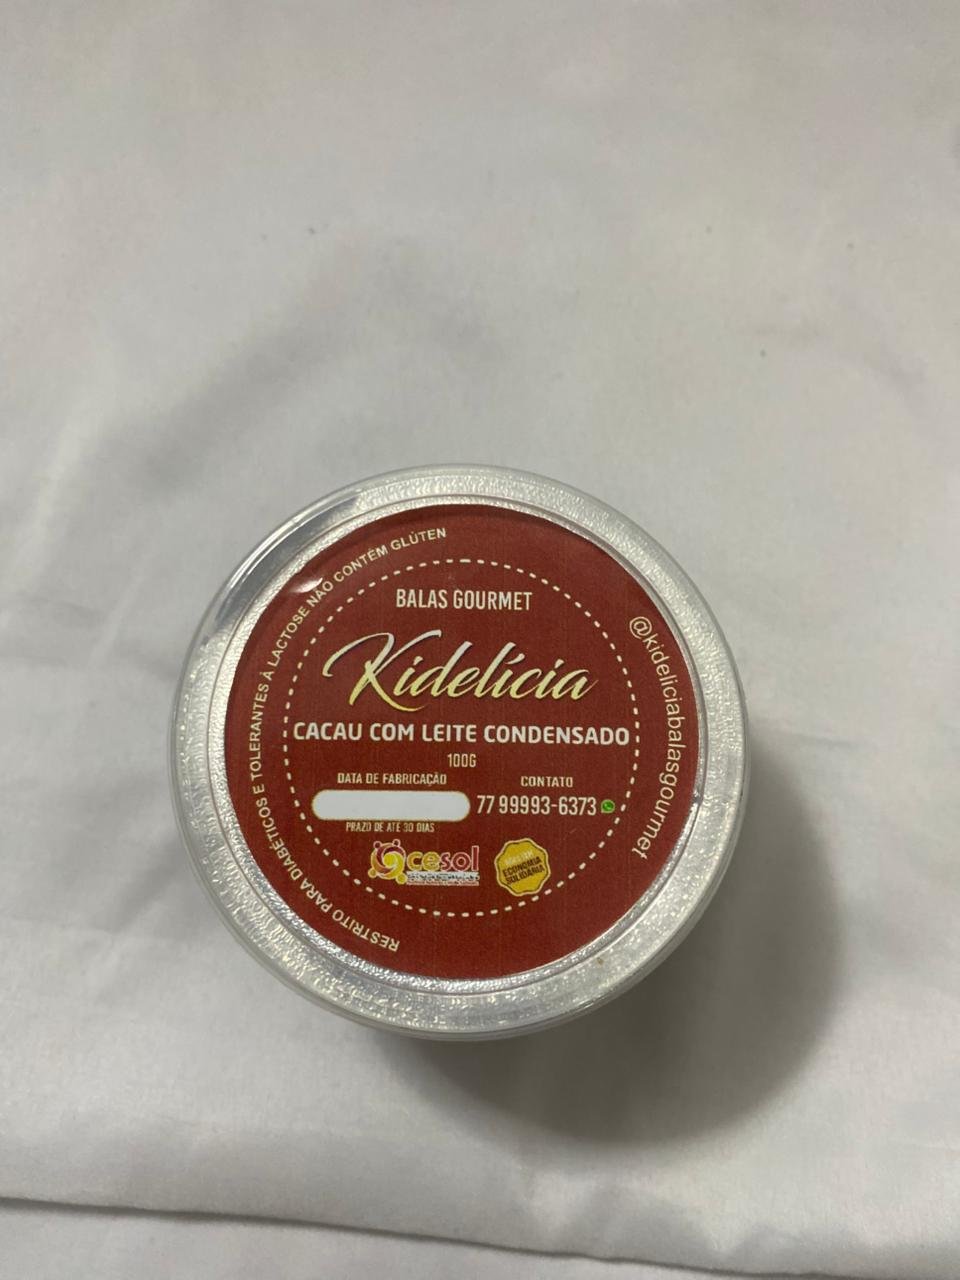 RESTRITO PARA DIABETICOS E TOLERANTES À LACTOSE NÃO CONTÉM GLÚTEN
BALAS GOURMET
Kidelícia
CACAU COM LEITE CONDENSADO
100G
DATA DE FABRICAÇÃO
PRAZO DE ATÉ 30 DIAS
CONTATO
77 99993-6373
cesol
ECONOMIA
SOLIDÁRIA
@kideliciabalasgourmet